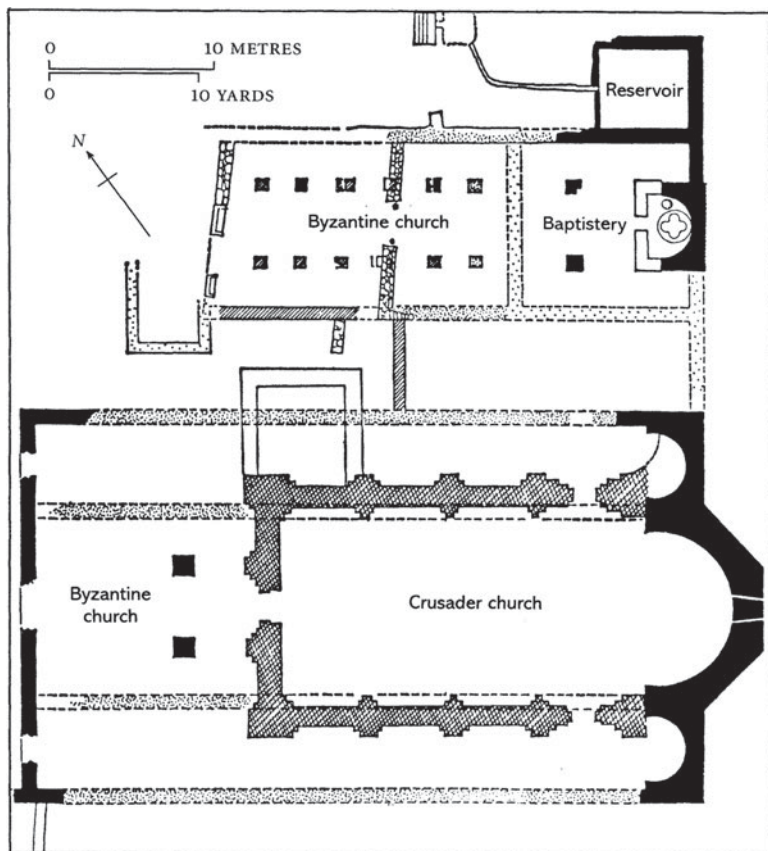 0 10 METRES
0 10 YARDS
N
Reservoir
Byzantine church
Baptistery
Byzantine
church
Crusader church